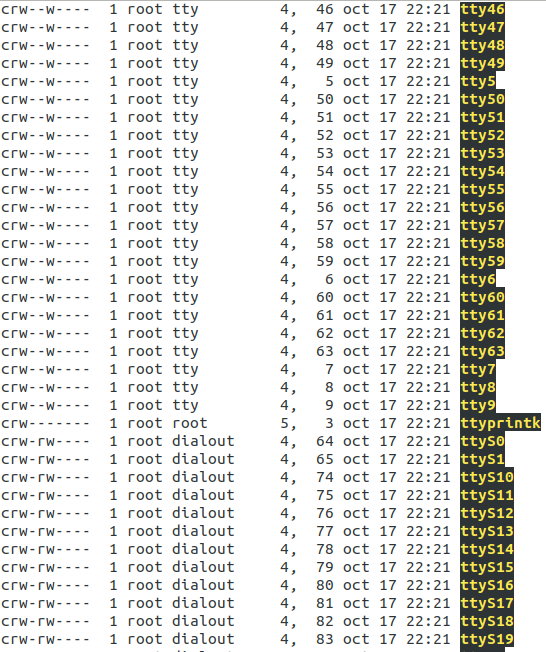 crw--w---- 1 root tty 4, 46 oct 17 22:21 tty46
crw--w---- 1 root tty 4, 47 oct 17 22:21 tty47
crw--w---- 1 root tty 4, 48 oct 17 22:21 tty48
crw--w---- 1 root tty 4, 49 oct 17 22:21 tty49
crw--w---- 1 root tty 4, 5 oct 17 22:21 tty5
crw--w---- 1 root tty 4, 50 oct 17 22:21 tty50
crw--w---- 1 root tty 4, 51 oct 17 22:21 tty51
crw--w---- 1 root tty 4, 52 oct 17 22:21 tty52
crw--w---- 1 root tty 4, 53 oct 17 22:21 tty53
crw--w---- 1 root tty 4, 54 oct 17 22:21 tty54
crw--w---- 1 root tty 4, 55 oct 17 22:21 tty55
crw--w---- 1 root tty 4, 56 oct 17 22:21 tty56
crw--w---- 1 root tty 4, 57 oct 17 22:21 tty57
crw--w---- 1 root tty 4, 58 oct 17 22:21 tty58
crw--w---- 1 root tty 4, 59 oct 17 22:21 tty59
crw--w---- 1 root tty 4, 6 oct 17 22:21 tty6
crw--w---- 1 root tty 4, 60 oct 17 22:21 tty60
crw--w---- 1 root tty 4, 61 oct 17 22:21 tty61
crw--w---- 1 root tty 4, 62 oct 17 22:21 tty62
crw--w---- 1 root tty 4, 63 oct 17 22:21 tty63
crw--w---- 1 root tty 4, 7 oct 17 22:21 tty7
crw--w---- 1 root tty 4, 8 oct 17 22:21 tty8
crw--w---- 1 root tty 4, 9 oct 17 22:21 tty9
crw------- 1 root root 5, 3 oct 17 22:21 ttyprintk
crw-rw---- 1 root dialout 4, 64 oct 17 22:21 ttyS0
crw-rw---- 1 root dialout 4, 65 oct 17 22:21 ttyS1
crw-rw---- 1 root dialout 4, 74 oct 17 22:21 ttyS10
crw-rw---- 1 root dialout 4, 75 oct 17 22:21 ttyS11
crw-rw---- 1 root dialout 4, 76 oct 17 22:21 ttyS12
crw-rw---- 1 root dialout 4, 77 oct 17 22:21 ttyS13
crw-rw---- 1 root dialout 4, 78 oct 17 22:21 ttyS14
crw-rw---- 1 root dialout 4, 79 oct 17 22:21 ttyS15
crw-rw---- 1 root dialout 4, 80 oct 17 22:21 ttyS16
crw-rw---- 1 root dialout 4, 81 oct 17 22:21 ttyS17
crw-rw---- 1 root dialout 4, 82 oct 17 22:21 ttyS18
crw-rw---- 1 root dialout 4, 83 oct 17 22:21 ttyS19